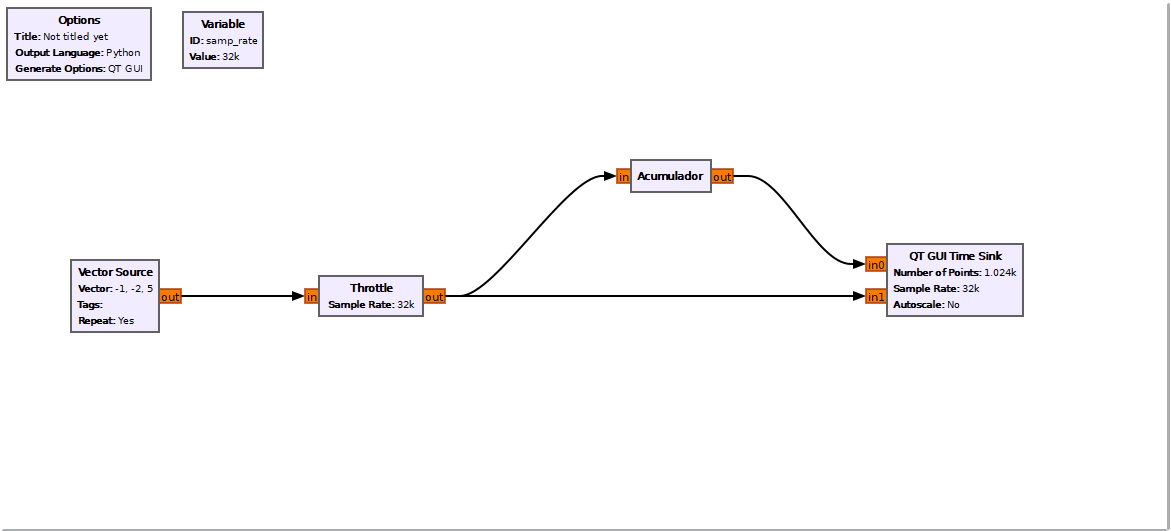 Options
Title: Not titled yet
Output Language: Python
Generate Options: QT GUI
Variable
ID: samp_rate
Value: 32k
in
Acumulador
out
Vector Source
Vector: -1, -2, 5
Tags:
Repeat: Yes
out
in
Throttle
Sample Rate: 32k
out
in0
in1
QT GUI Time Sink
Number of Points: 1.024k
Sample Rate: 32k
Autoscale: No